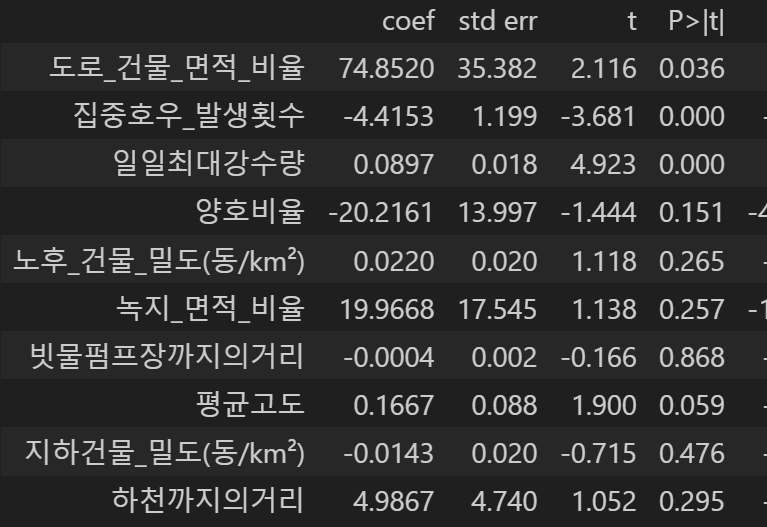 coef std err t P>|t|
도로_건물_면적_비율 74.8520 35.382 2.116 0.036
집중호우_발생횟수 -4.4153 1.199 -3.681 0.000 -
일일최대강수량 0.0897 0.018 4.923 0.000
양호비율 -20.2161 13.997 -1.444 0.151 -4
노후_건물_밀도(동/km²) 0.0220 0.020 1.118 0.265 -
녹지_면적_비율 19.9668 17.545 1.138 0.257 -1
빗물펌프장까지의거리 -0.0004 0.002 -0.166 0.868 -
평균고도 0.1667 0.088 1.900 0.059 -
지하건물_밀도(동/km²) -0.0143 0.020 -0.715 0.476 -
하천까지의거리 4.9867 4.740 1.052 0.295 -